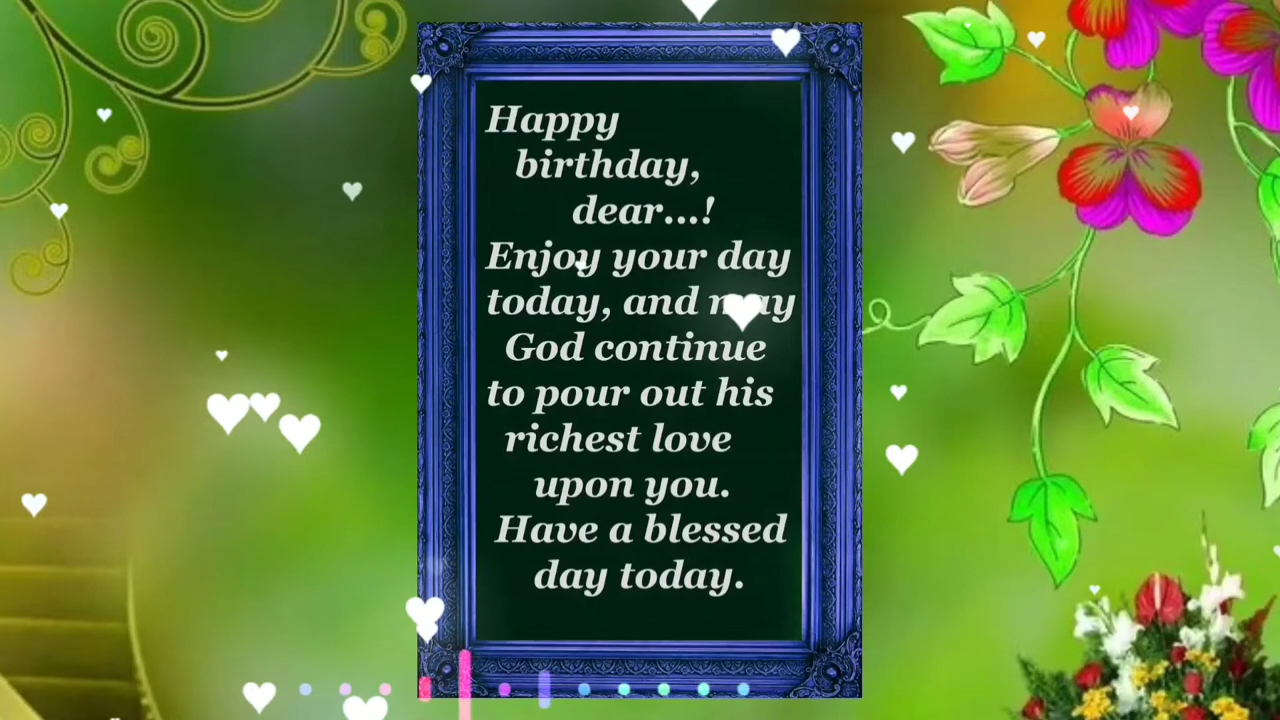 Happy
birthday,
dear...!
Enjoy your day
today, and may
God continue
to pour out his
richest love
upon you.
Have a blessed
day today.